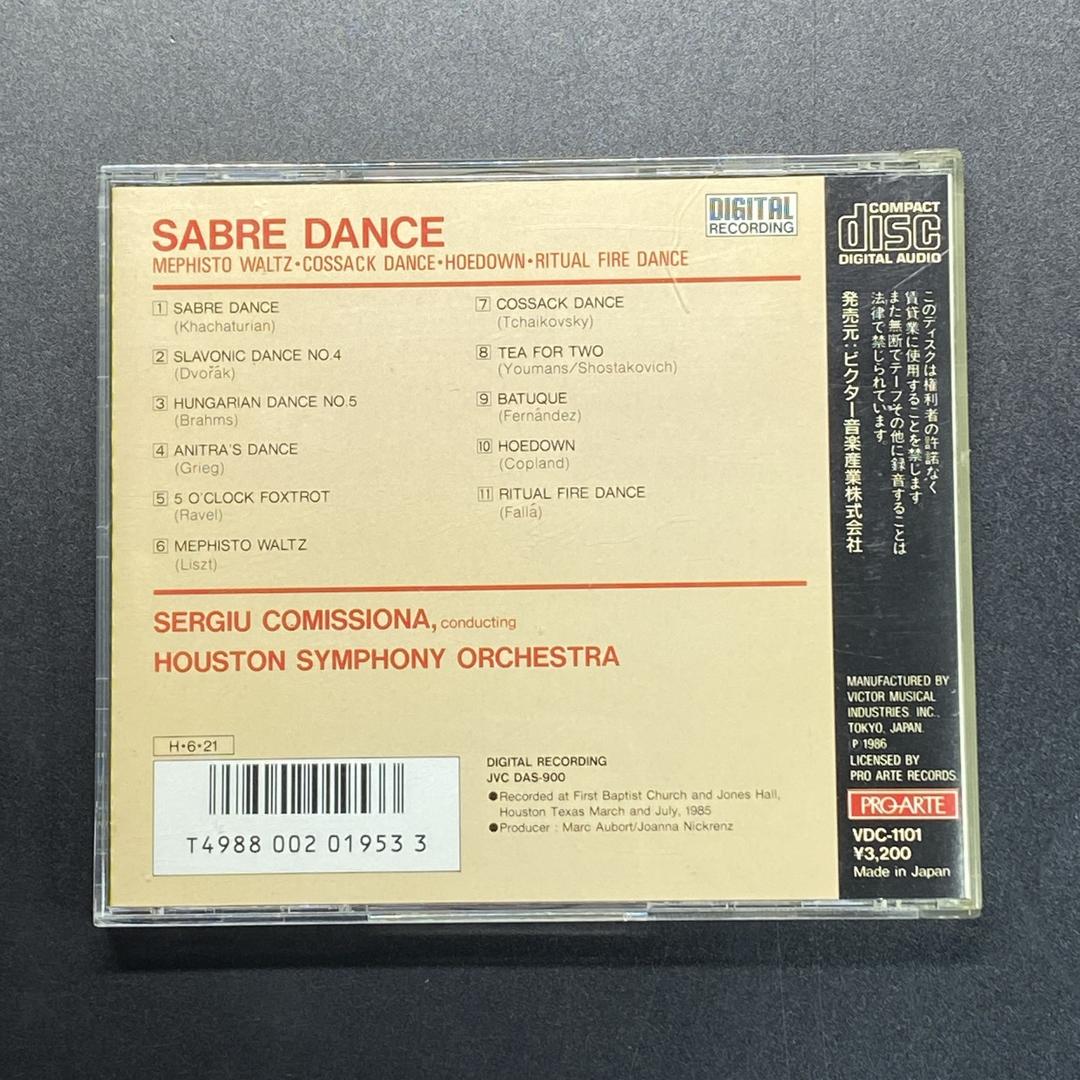 SABRE DANCE
MEPHISTO WALTZ•COSSACK DANCE•HOEDOWN•RITUAL FIRE DANCE
DIGITAL
RECORDING
1 SABRE DANCE
(Khachaturian)
2 SLAVONIC DANCE NO.4
(Dvořák)
3 HUNGARIAN DANCE NO.5
(Brahms)
4 ANITRA'S DANCE
(Grieg)
5 5 O'CLOCK FOXTROT
(Ravel)
6 MEPHISTO WALTZ
(Liszt)
7 COSSACK DANCE
(Tchaikovsky)
8 TEA FOR TWO
(Youmans/Shostakovich)
9 BATUQUE
(Fernández)
10 HOEDOWN
(Copland)
11 RITUAL FIRE DANCE
(Fallá)
SERGIU COMISSIONA, conducting
HOUSTON SYMPHONY ORCHESTRA
H•6•21
T4988 002 01953 3
DIGITAL RECORDING
JVC DAS-900
●Recorded at First Baptist Church and Jones Hall,
Houston Texas March and July, 1985
●Producer : Marc Aubort/Joanna Nickrenz
COMPACT
disc
DIGITAL AUDIO
このディスクは権利者の許諾なく
賃貸業に使用することを禁じます。
また無断でテープその他に録音することは
法律で禁じられています。
発売元:ビクター音楽産業株式会社
MANUFACTURED BY
VICTOR MUSICAL
INDUSTRIES. INC.,
TOKYO, JAPAN.
℗ 1986
LICENSED BY
PRO ARTE RECORDS.
PRO-ARTE
VDC-1101
¥3,200
Made in Japan